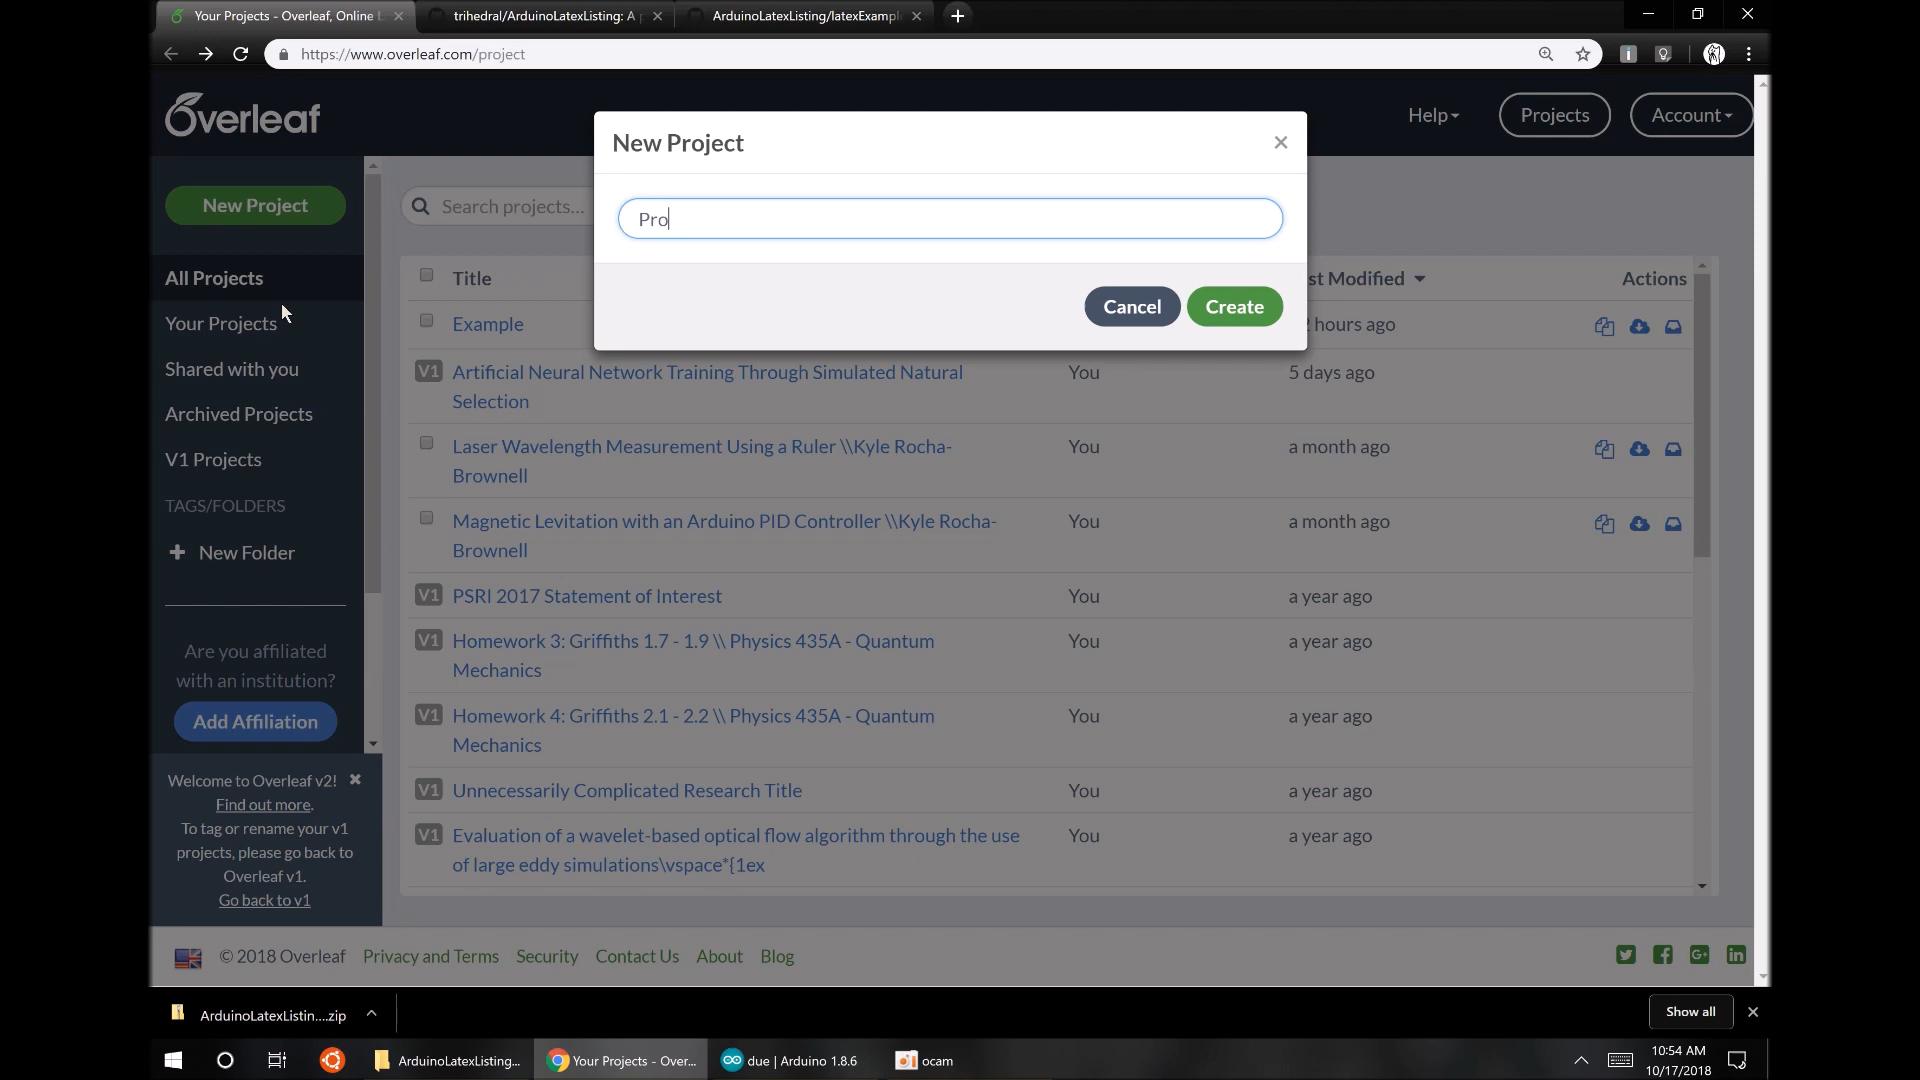 Your Projects - Overleaf, Online L
trihedral/ArduinoLatexListing: A p
ArduinoLatexListing/latexExampl
https://www.overleaf.com/project
Overleaf
Help
Projects
Account
New Project
New Project
Search projects...
Pro
Cancel
Create
All Projects
Your Projects
Shared with you
Archived Projects
V1 Projects
TAGS/FOLDERS
New Folder
Are you affiliated
with an institution?
Add Affiliation
Welcome to Overleaf v2!
Find out more.
To tag or rename your v1
projects, please go back to
Overleaf v1.
Go back to v1
Title
st Modified
Actions
Example
2 hours ago
V1 Artificial Neural Network Training Through Simulated Natural
Selection
You
5 days ago
Laser Wavelength Measurement Using a Ruler \\Kyle Rocha-
Brownell
You
a month ago
Magnetic Levitation with an Arduino PID Controller \\Kyle Rocha-
Brownell
You
a month ago
V1 PSRI 2017 Statement of Interest
You
a year ago
V1 Homework 3: Griffiths 1.7 - 1.9 \\ Physics 435A - Quantum
Mechanics
You
a year ago
V1 Homework 4: Griffiths 2.1 - 2.2 \\ Physics 435A - Quantum
Mechanics
You
a year ago
V1 Unnecessarily Complicated Research Title
You
a year ago
V1 Evaluation of a wavelet-based optical flow algorithm through the use
of large eddy simulations\vspace*{1ex
You
a year ago
© 2018 Overleaf
Privacy and Terms
Security
Contact Us
About
Blog
ArduinoLatexListin....zip
Show all
ArduinoLatexListing...
Your Projects - Over...
due | Arduino 1.8.6
ocam
10:54 AM
10/17/2018